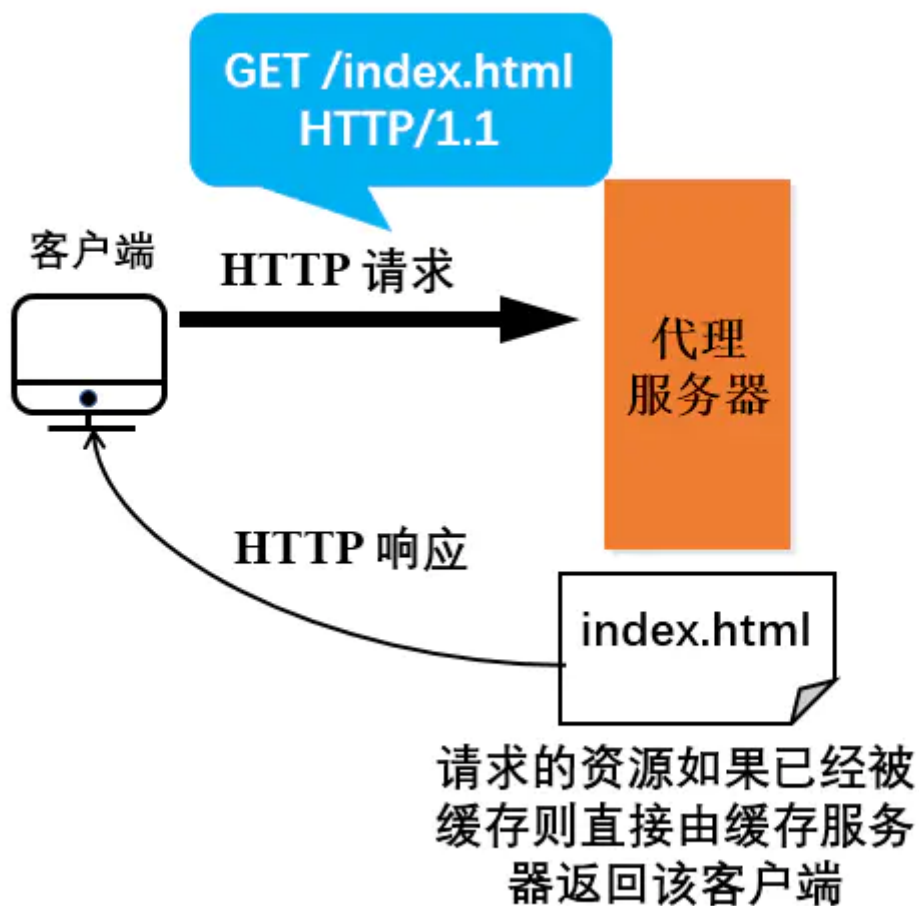 GET /index.html
HTTP/1.1
客户端
HTTP 请求
代理
服务器
HTTP 响应
index.html
请求的资源如果已经被
缓存则直接由缓存服务
器返回该客户端